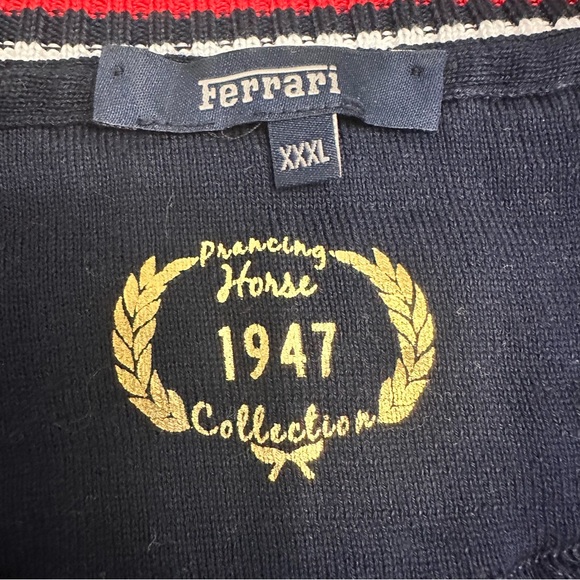 Ferrari
XXXL
Prancing
Horse
1947
Collection